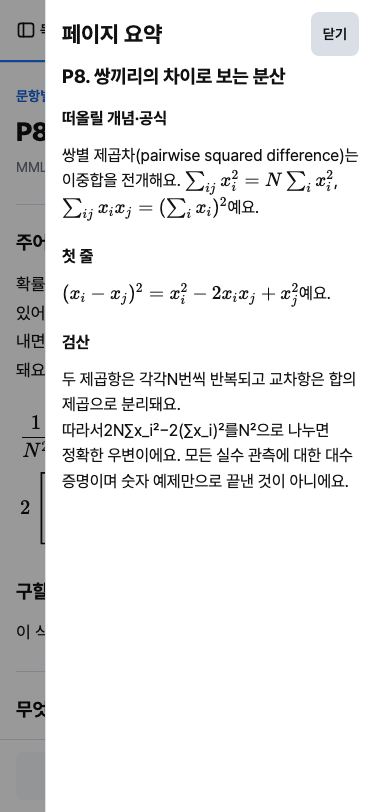 페이지 요약
닫기
P8. 쌍끼리의 차이로 보는 분산
떠올릴 개념·공식
쌍별 제곱차(pairwise squared difference)는
이중합을 전개해요. ∑_{ij} x_i^2 = N ∑_i x_i^2,
∑_{ij} x_i x_j = (∑_i x_i)^2예요.
첫 줄
(x_i − x_j)^2 = x_i^2 − 2x_i x_j + x_j^2예요.
검산
두 제곱항은 각각N번씩 반복되고 교차항은 합의
제곱으로 분리돼요.
따라서2N∑x_i²−2(∑x_i)²를N²으로 나누면
정확한 우변이에요. 모든 실수 관측에 대한 대수
증명이며 숫자 예제만으로 끝낸 것이 아니에요.
P8
MML
주어
확률
있어
내면
돼요
1
N²
2 [
구할
이 식
무엇